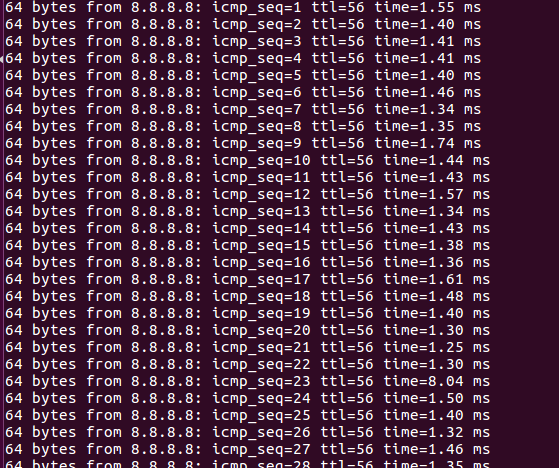 64 bytes from 8.8.8.8: icmp_seq=1 ttl=56 time=1.55 ms
64 bytes from 8.8.8.8: icmp_seq=2 ttl=56 time=1.40 ms
64 bytes from 8.8.8.8: icmp_seq=3 ttl=56 time=1.41 ms
64 bytes from 8.8.8.8: icmp_seq=4 ttl=56 time=1.41 ms
64 bytes from 8.8.8.8: icmp_seq=5 ttl=56 time=1.40 ms
64 bytes from 8.8.8.8: icmp_seq=6 ttl=56 time=1.46 ms
64 bytes from 8.8.8.8: icmp_seq=7 ttl=56 time=1.34 ms
64 bytes from 8.8.8.8: icmp_seq=8 ttl=56 time=1.35 ms
64 bytes from 8.8.8.8: icmp_seq=9 ttl=56 time=1.74 ms
64 bytes from 8.8.8.8: icmp_seq=10 ttl=56 time=1.44 ms
64 bytes from 8.8.8.8: icmp_seq=11 ttl=56 time=1.43 ms
64 bytes from 8.8.8.8: icmp_seq=12 ttl=56 time=1.57 ms
64 bytes from 8.8.8.8: icmp_seq=13 ttl=56 time=1.34 ms
64 bytes from 8.8.8.8: icmp_seq=14 ttl=56 time=1.43 ms
64 bytes from 8.8.8.8: icmp_seq=15 ttl=56 time=1.38 ms
64 bytes from 8.8.8.8: icmp_seq=16 ttl=56 time=1.36 ms
64 bytes from 8.8.8.8: icmp_seq=17 ttl=56 time=1.61 ms
64 bytes from 8.8.8.8: icmp_seq=18 ttl=56 time=1.48 ms
64 bytes from 8.8.8.8: icmp_seq=19 ttl=56 time=1.40 ms
64 bytes from 8.8.8.8: icmp_seq=20 ttl=56 time=1.30 ms
64 bytes from 8.8.8.8: icmp_seq=21 ttl=56 time=1.25 ms
64 bytes from 8.8.8.8: icmp_seq=22 ttl=56 time=1.30 ms
64 bytes from 8.8.8.8: icmp_seq=23 ttl=56 time=8.04 ms
64 bytes from 8.8.8.8: icmp_seq=24 ttl=56 time=1.50 ms
64 bytes from 8.8.8.8: icmp_seq=25 ttl=56 time=1.40 ms
64 bytes from 8.8.8.8: icmp_seq=26 ttl=56 time=1.32 ms
64 bytes from 8.8.8.8: icmp_seq=27 ttl=56 time=1.46 ms
64 bytes from 8.8.8.8: icmp_seq=28 ttl=56 time=1.35 ms